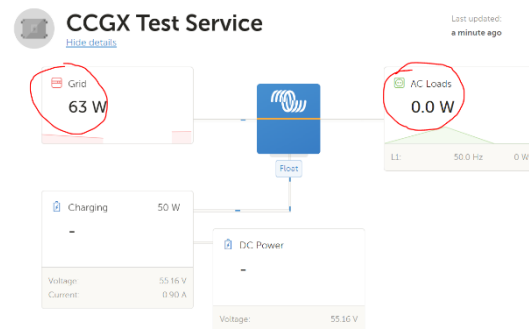 CCGX Test Service
Hide details
Last updated:
a minute ago
Grid
63 W
AC Loads
0.0 W
L1: 50.0 Hz 0 W
Float
Charging 50 W
-
Voltage: 55.16 V
Current: 0.90 A
DC Power
-
Voltage: 55.16 V